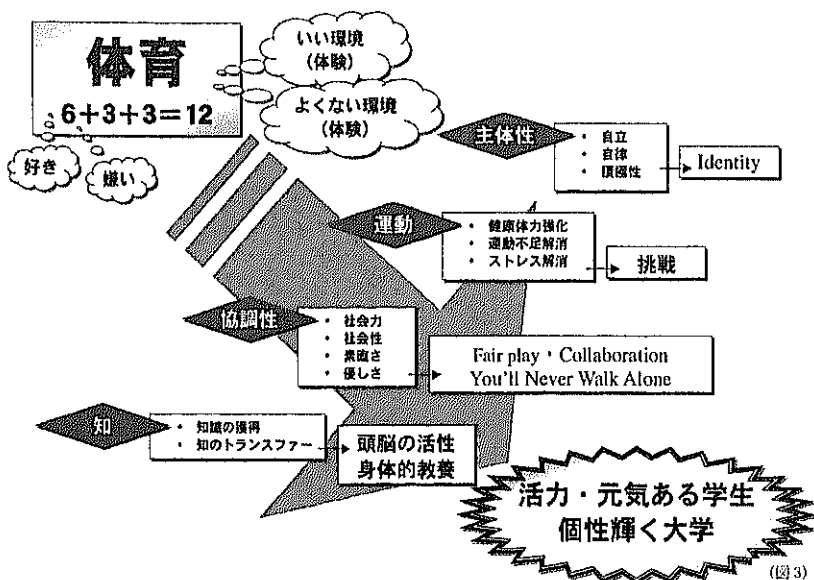 体育
6+3+3=12
いい環境
(体験)
よくない環境
(体験)
好き
嫌い
主体性
・ 自立
・ 自律
・ 積極性
Identity
運動
・ 健康体力強化
・ 運動不足解消
・ ストレス解消
挑戦
協調性
・ 社会力
・ 社会性
・ 素直さ
・ 優しさ
Fair play・Collaboration
You'll Never Walk Alone
知
・ 知識の獲得
・ 知のトランスファー
頭脳の活性
身体的教養
活力・元気ある学生
個性輝く大学
(図3)